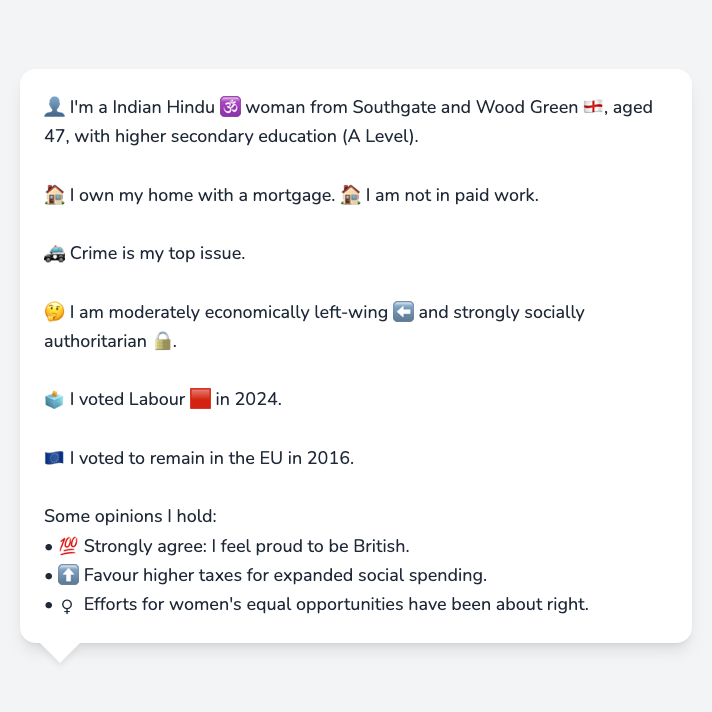 👤 I'm a Indian Hindu 🕉️ woman from Southgate and Wood Green 🏴󠁧󠁢󠁥󠁮󠁧󠁿, aged
47, with higher secondary education (A Level).
🏠 I own my home with a mortgage. 🏠 I am not in paid work.
🚓 Crime is my top issue.
🤔 I am moderately economically left-wing ⬅️ and strongly socially
authoritarian 🔒.
🗳️ I voted Labour 🟥 in 2024.
🇪🇺 I voted to remain in the EU in 2016.
Some opinions I hold:
• 💯 Strongly agree: I feel proud to be British.
• ⬆️ Favour higher taxes for expanded social spending.
• ♀ Efforts for women's equal opportunities have been about right.